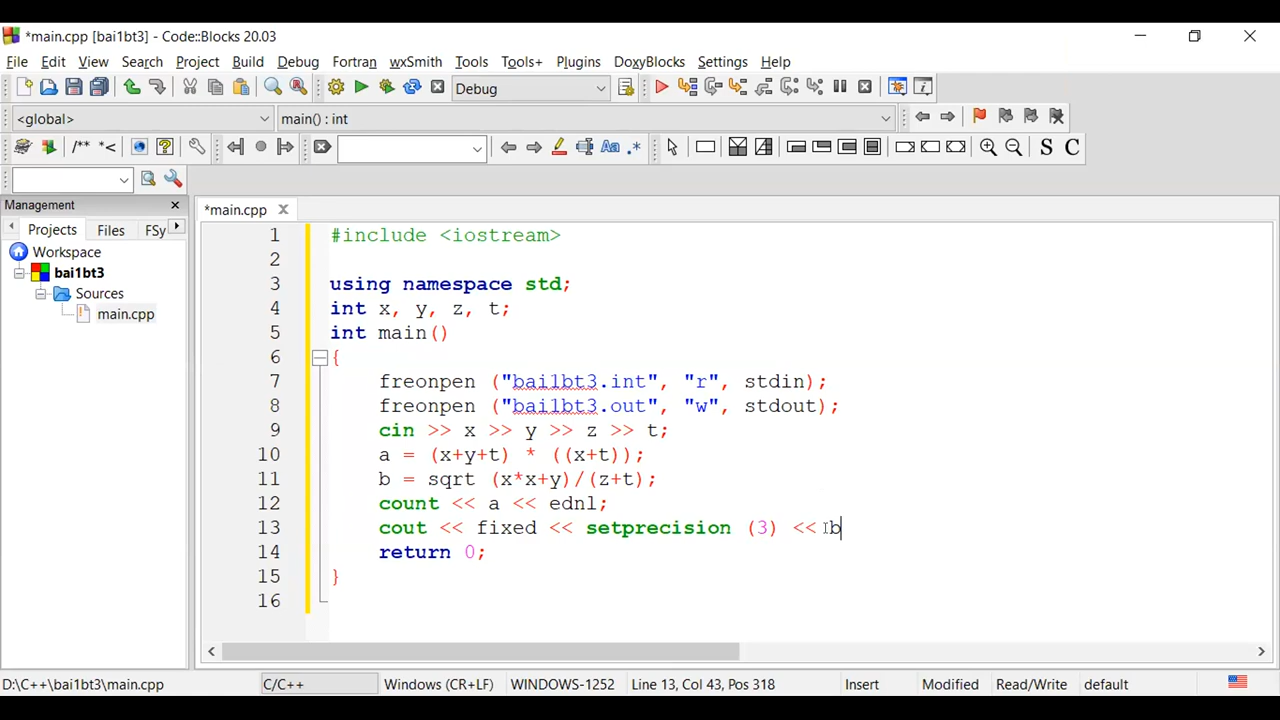 *main.cpp [bai1bt3] - Code::Blocks 20.03
File Edit View Search Project Build Debug Fortran wxSmith Tools Tools+ Plugins DoxyBlocks Settings Help
Debug
<global> main() : int
/** *< Aa .* S C
Management
*main.cpp
Projects Files FSy
Workspace
bai1bt3
Sources
main.cpp
1 #include <iostream>
2
3 using namespace std;
4 int x, y, z, t;
5 int main()
6 {
7 freonpen ("bai1bt3.int", "r", stdin);
8 freonpen ("bai1bt3.out", "w", stdout);
9 cin >> x >> y >> z >> t;
10 a = (x+y+t) * ((x+t));
11 b = sqrt (x*x+y)/(z+t);
12 count << a << ednl;
13 cout << fixed << setprecision (3) << b
14 return 0;
15 }
16
D:\C++\bai1bt3\main.cpp C/C++ Windows (CR+LF) WINDOWS-1252 Line 13, Col 43, Pos 318 Insert Modified Read/Write default